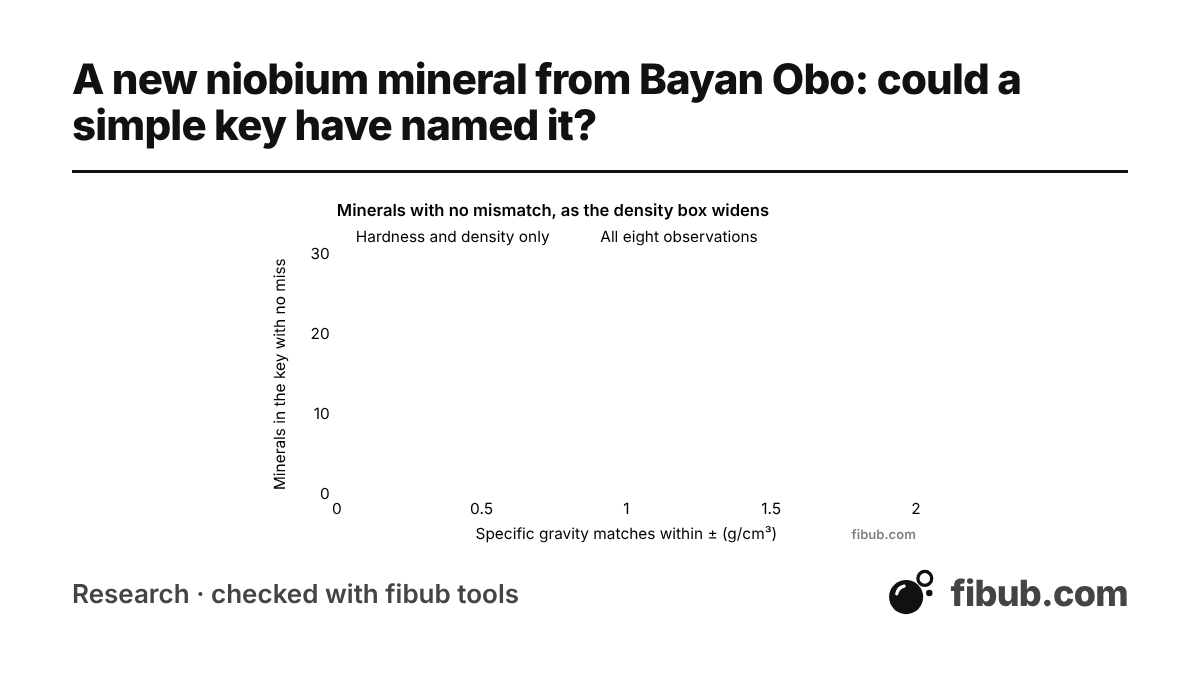 A new niobium mineral from Bayan Obo: could a
simple key have named it?
Minerals with no mismatch, as the density box widens
Hardness and density only
All eight observations
Minerals in the key with no miss
30
20
10
0
0 0.5 1 1.5 2
Specific gravity matches within ± (g/cm³)
fibub.com
Research · checked with fibub tools
fibub.com